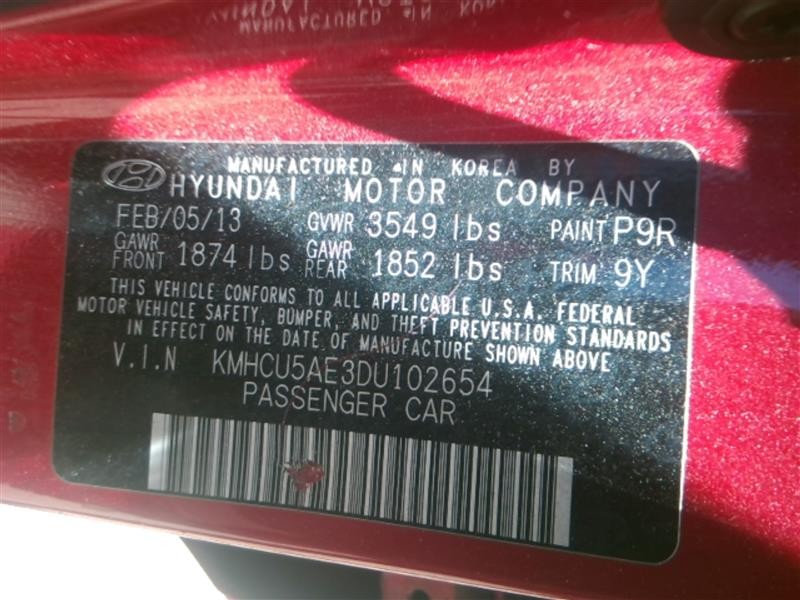 MANUFACTURED IN KOREA BY
HYUNDAI MOTOR COMPANY
FEB/05/13 GVWR 3549 lbs PAINT P9R
GAWR FRONT 1874 lbs GAWR REAR 1852 lbs TRIM 9Y
THIS VEHICLE CONFORMS TO ALL APPLICABLE U.S.A. FEDERAL
MOTOR VEHICLE SAFETY, BUMPER, AND THEFT PREVENTION STANDARDS
IN EFFECT ON THE DATE OF MANUFACTURE SHOWN ABOVE
V.I.N KMHCU5AE3DU102654
PASSENGER CAR